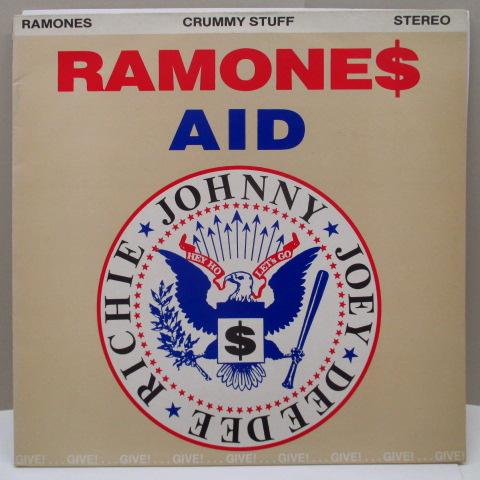 RAMONES CRUMMY STUFF STEREO
RAMONE$
AID
JOHNNY ★ JOEY ★ DEE DEE ★ RICHIE ★
HEY HO LET'S GO
$
GIVE!...GIVE!...GIVE!...GIVE!...GIVE!...GIVE!...GIVE!...GIVE!...GIVE!